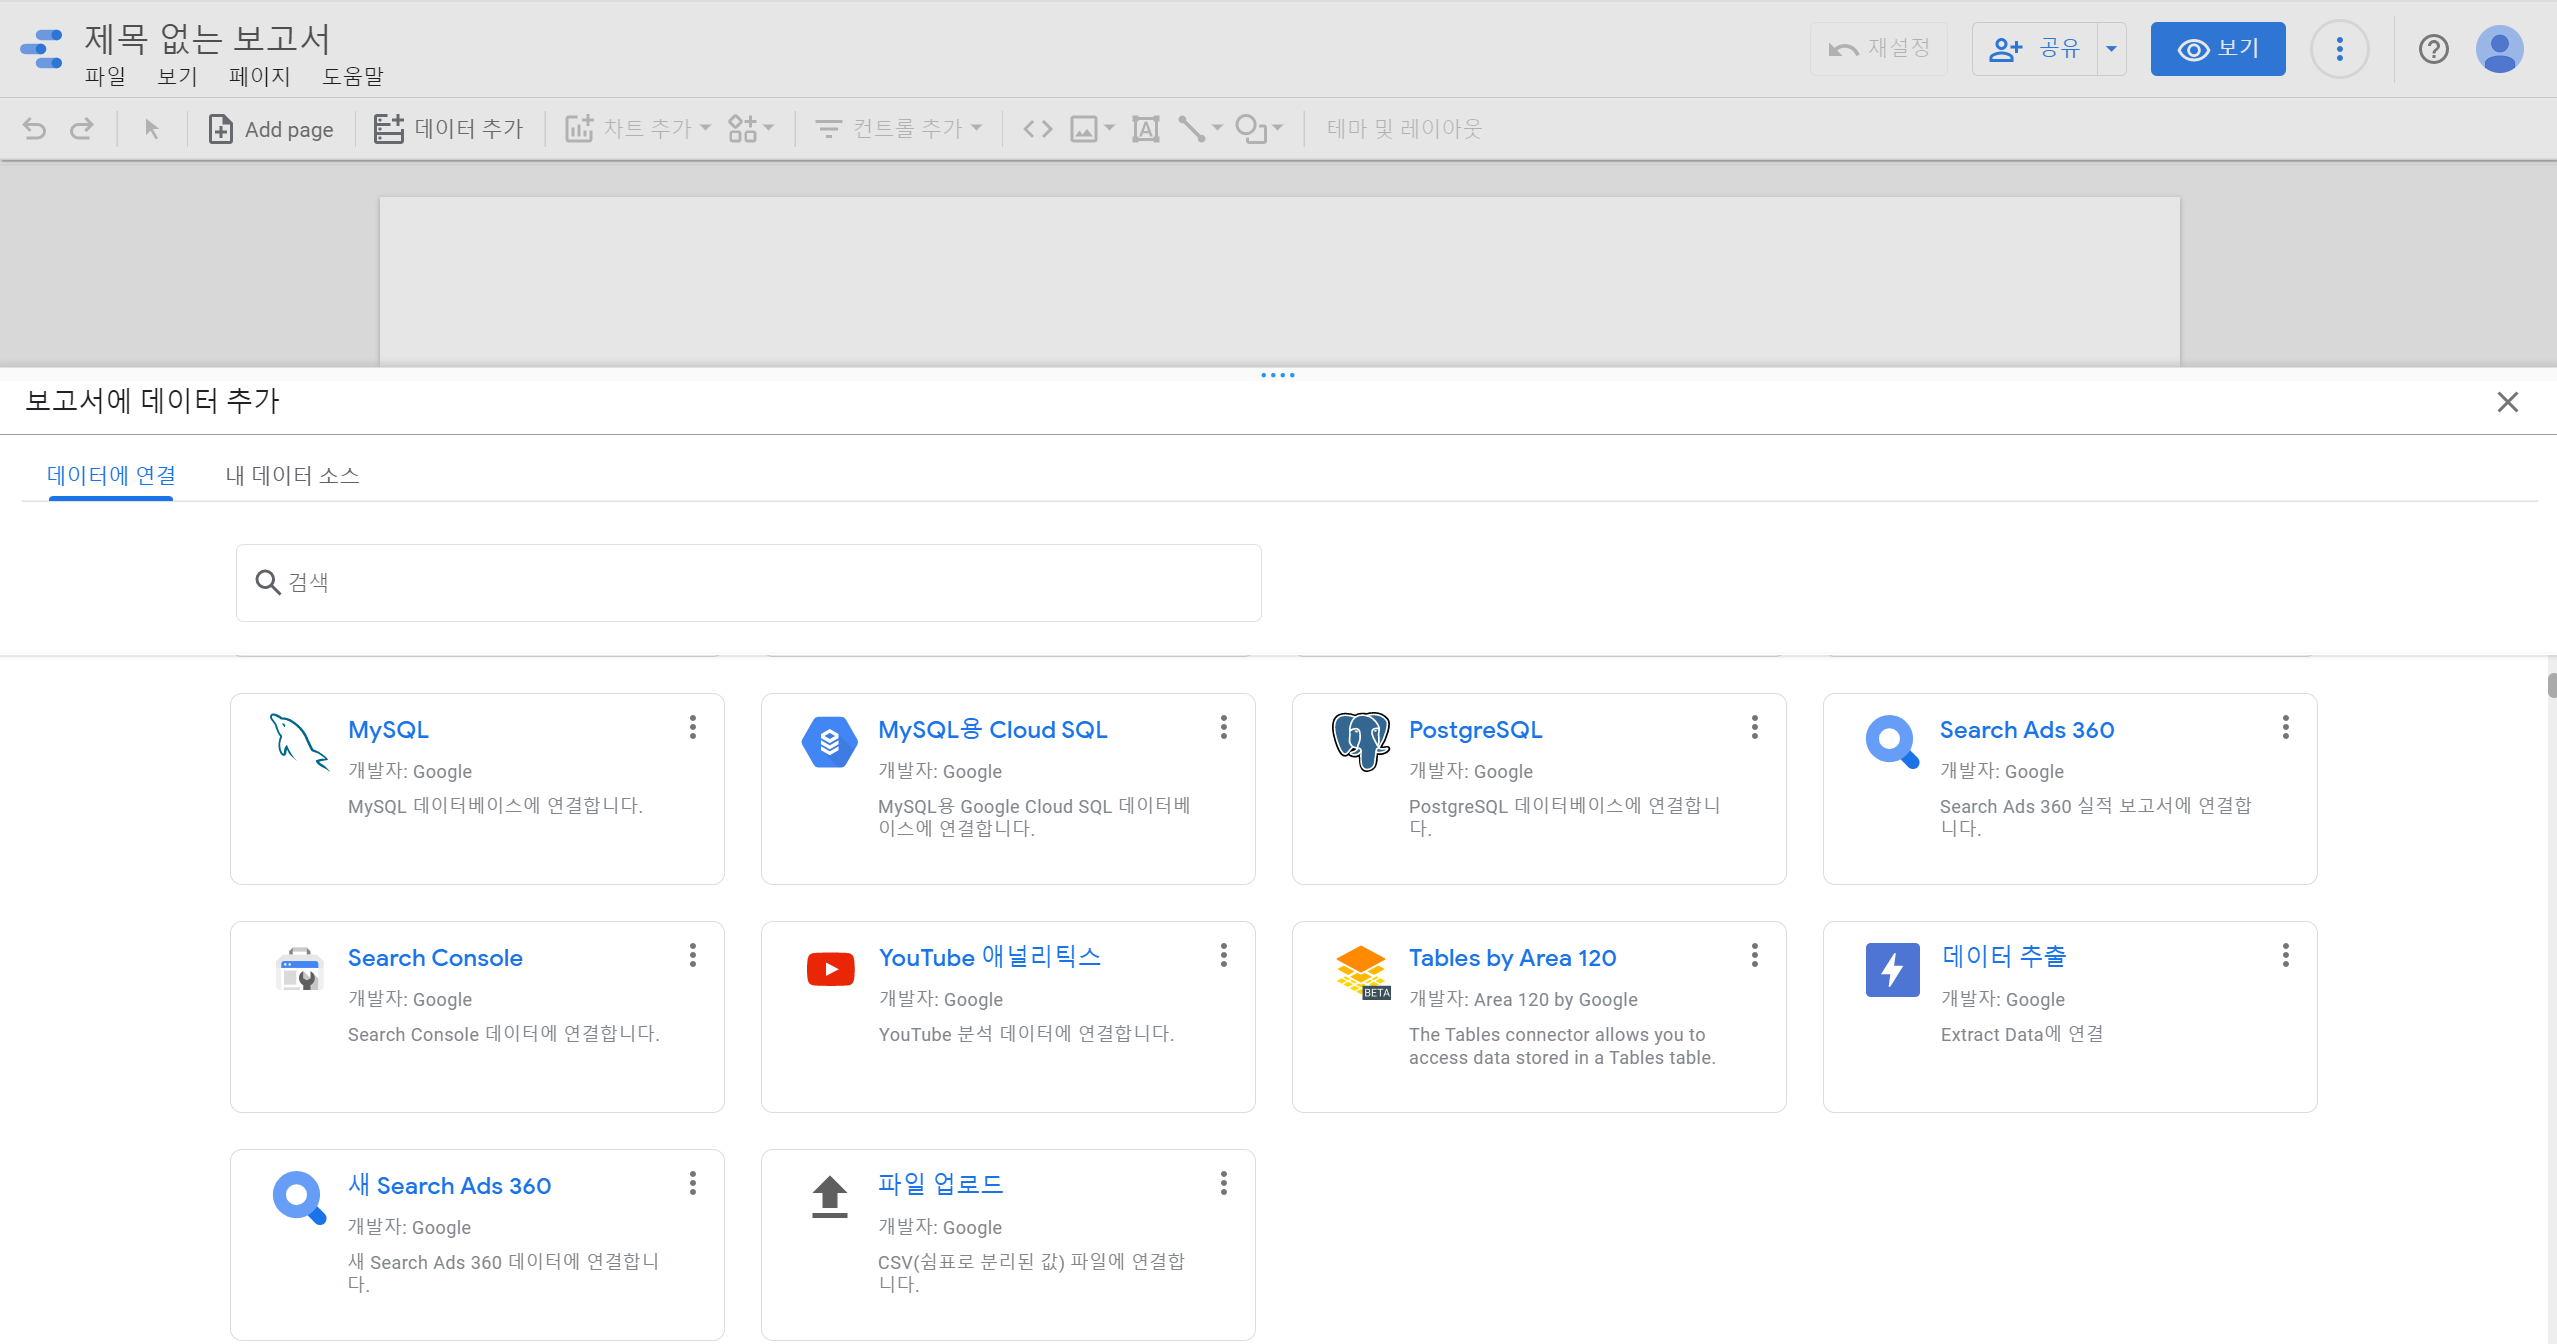 제목 없는 보고서
파일 보기 페이지 도움말
재설정 공유 보기
Add page 데이터 추가 차트 추가 컨트롤 추가 테마 및 레이아웃
보고서에 데이터 추가
데이터에 연결 내 데이터 소스
검색
MySQL
개발자: Google
MySQL 데이터베이스에 연결합니다.
MySQL용 Cloud SQL
개발자: Google
MySQL용 Google Cloud SQL 데이터베
이스에 연결합니다.
PostgreSQL
개발자: Google
PostgreSQL 데이터베이스에 연결합니
다.
Search Ads 360
개발자: Google
Search Ads 360 실적 보고서에 연결합
니다.
Search Console
개발자: Google
Search Console 데이터에 연결합니다.
YouTube 애널리틱스
개발자: Google
YouTube 분석 데이터에 연결합니다.
BETA
Tables by Area 120
개발자: Area 120 by Google
The Tables connector allows you to
access data stored in a Tables table.
데이터 추출
개발자: Google
Extract Data에 연결
새 Search Ads 360
개발자: Google
새 Search Ads 360 데이터에 연결합니
다.
파일 업로드
개발자: Google
CSV(쉼표로 분리된 값) 파일에 연결합
니다.